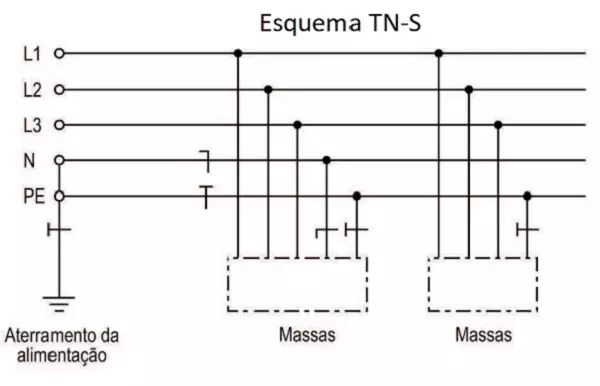 Esquema TN-S
L1
L2
L3
N
PE
Aterramento da
alimentação
Massas
Massas